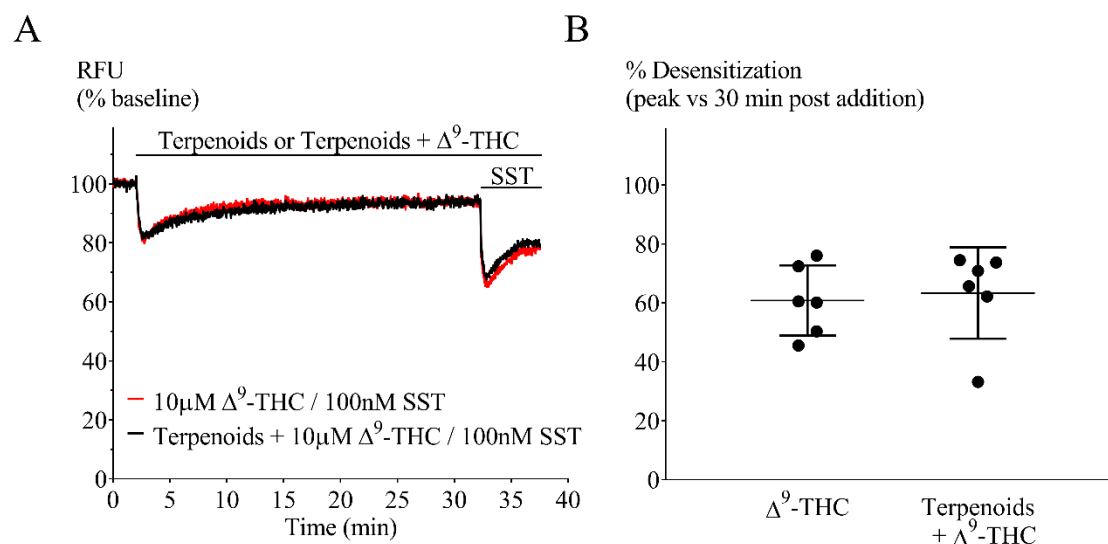 A
RFU
(% baseline)
Terpenoids or Terpenoids + Δ⁹-THC
SST
100
80
60
40
20
0
10μM Δ⁹-THC / 100nM SST
Terpenoids + 10μM Δ⁹-THC / 100nM SST
0 5 10 15 20 25 30 35 40
Time (min)
B
% Desensitization
(peak vs 30 min post addition)
100
80
60
40
20
0
Δ⁹-THC
Terpenoids
+ Δ⁹-THC